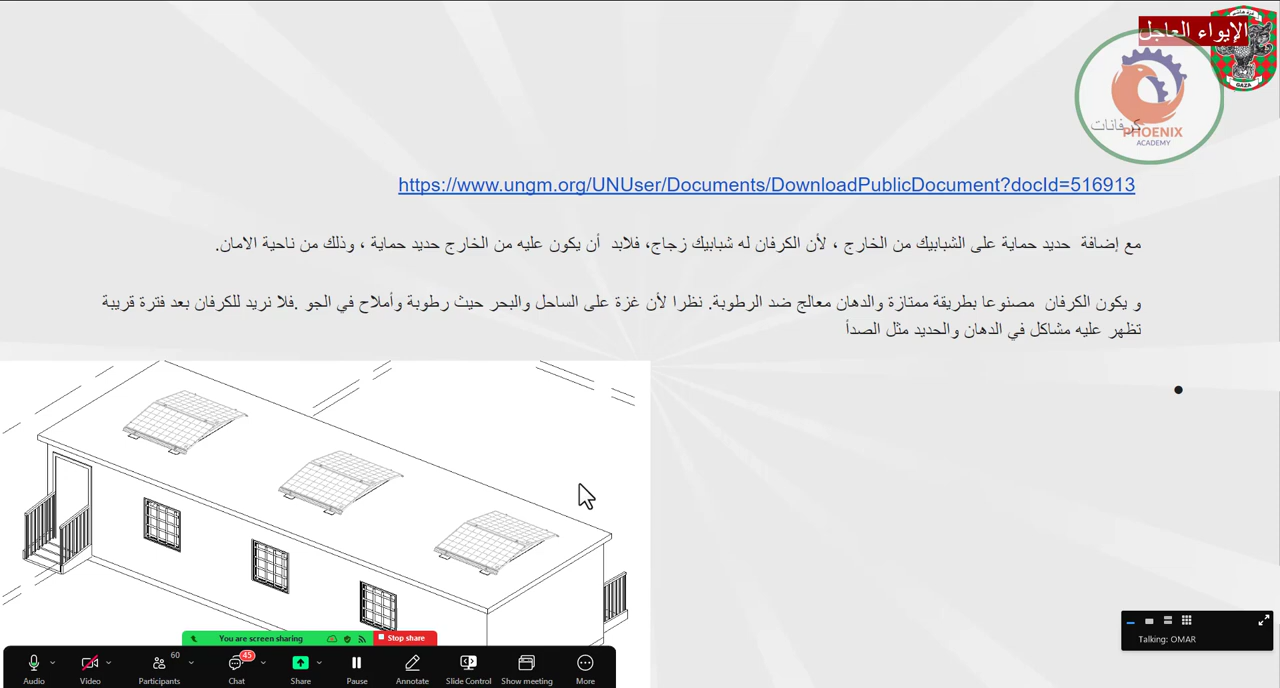 الإيواء العاجل
غزة هاشم
GAZA
كرفانات
PHOENIX
ACADEMY
https://www.ungm.org/UNUser/Documents/DownloadPublicDocument?docId=516913
مع إضافة حديد حماية على الشبابيك من الخارج ، لأن الكرفان له شبابيك زجاج، فلابد أن يكون عليه من الخارج حديد حماية ، وذلك من ناحية الامان.
و يكون الكرفان مصنوعا بطريقة ممتازة والدهان معالج ضد الرطوبة. نظرا لأن غزة على الساحل والبحر حيث رطوبة وأملاح في الجو .فلا نريد للكرفان بعد فترة قريبة
تظهر عليه مشاكل في الدهان والحديد مثل الصدأ
You are screen sharing
Stop share
Talking: OMAR
60
45
Audio Video Participants Chat Share Pause Annotate Slide Control Show meeting More